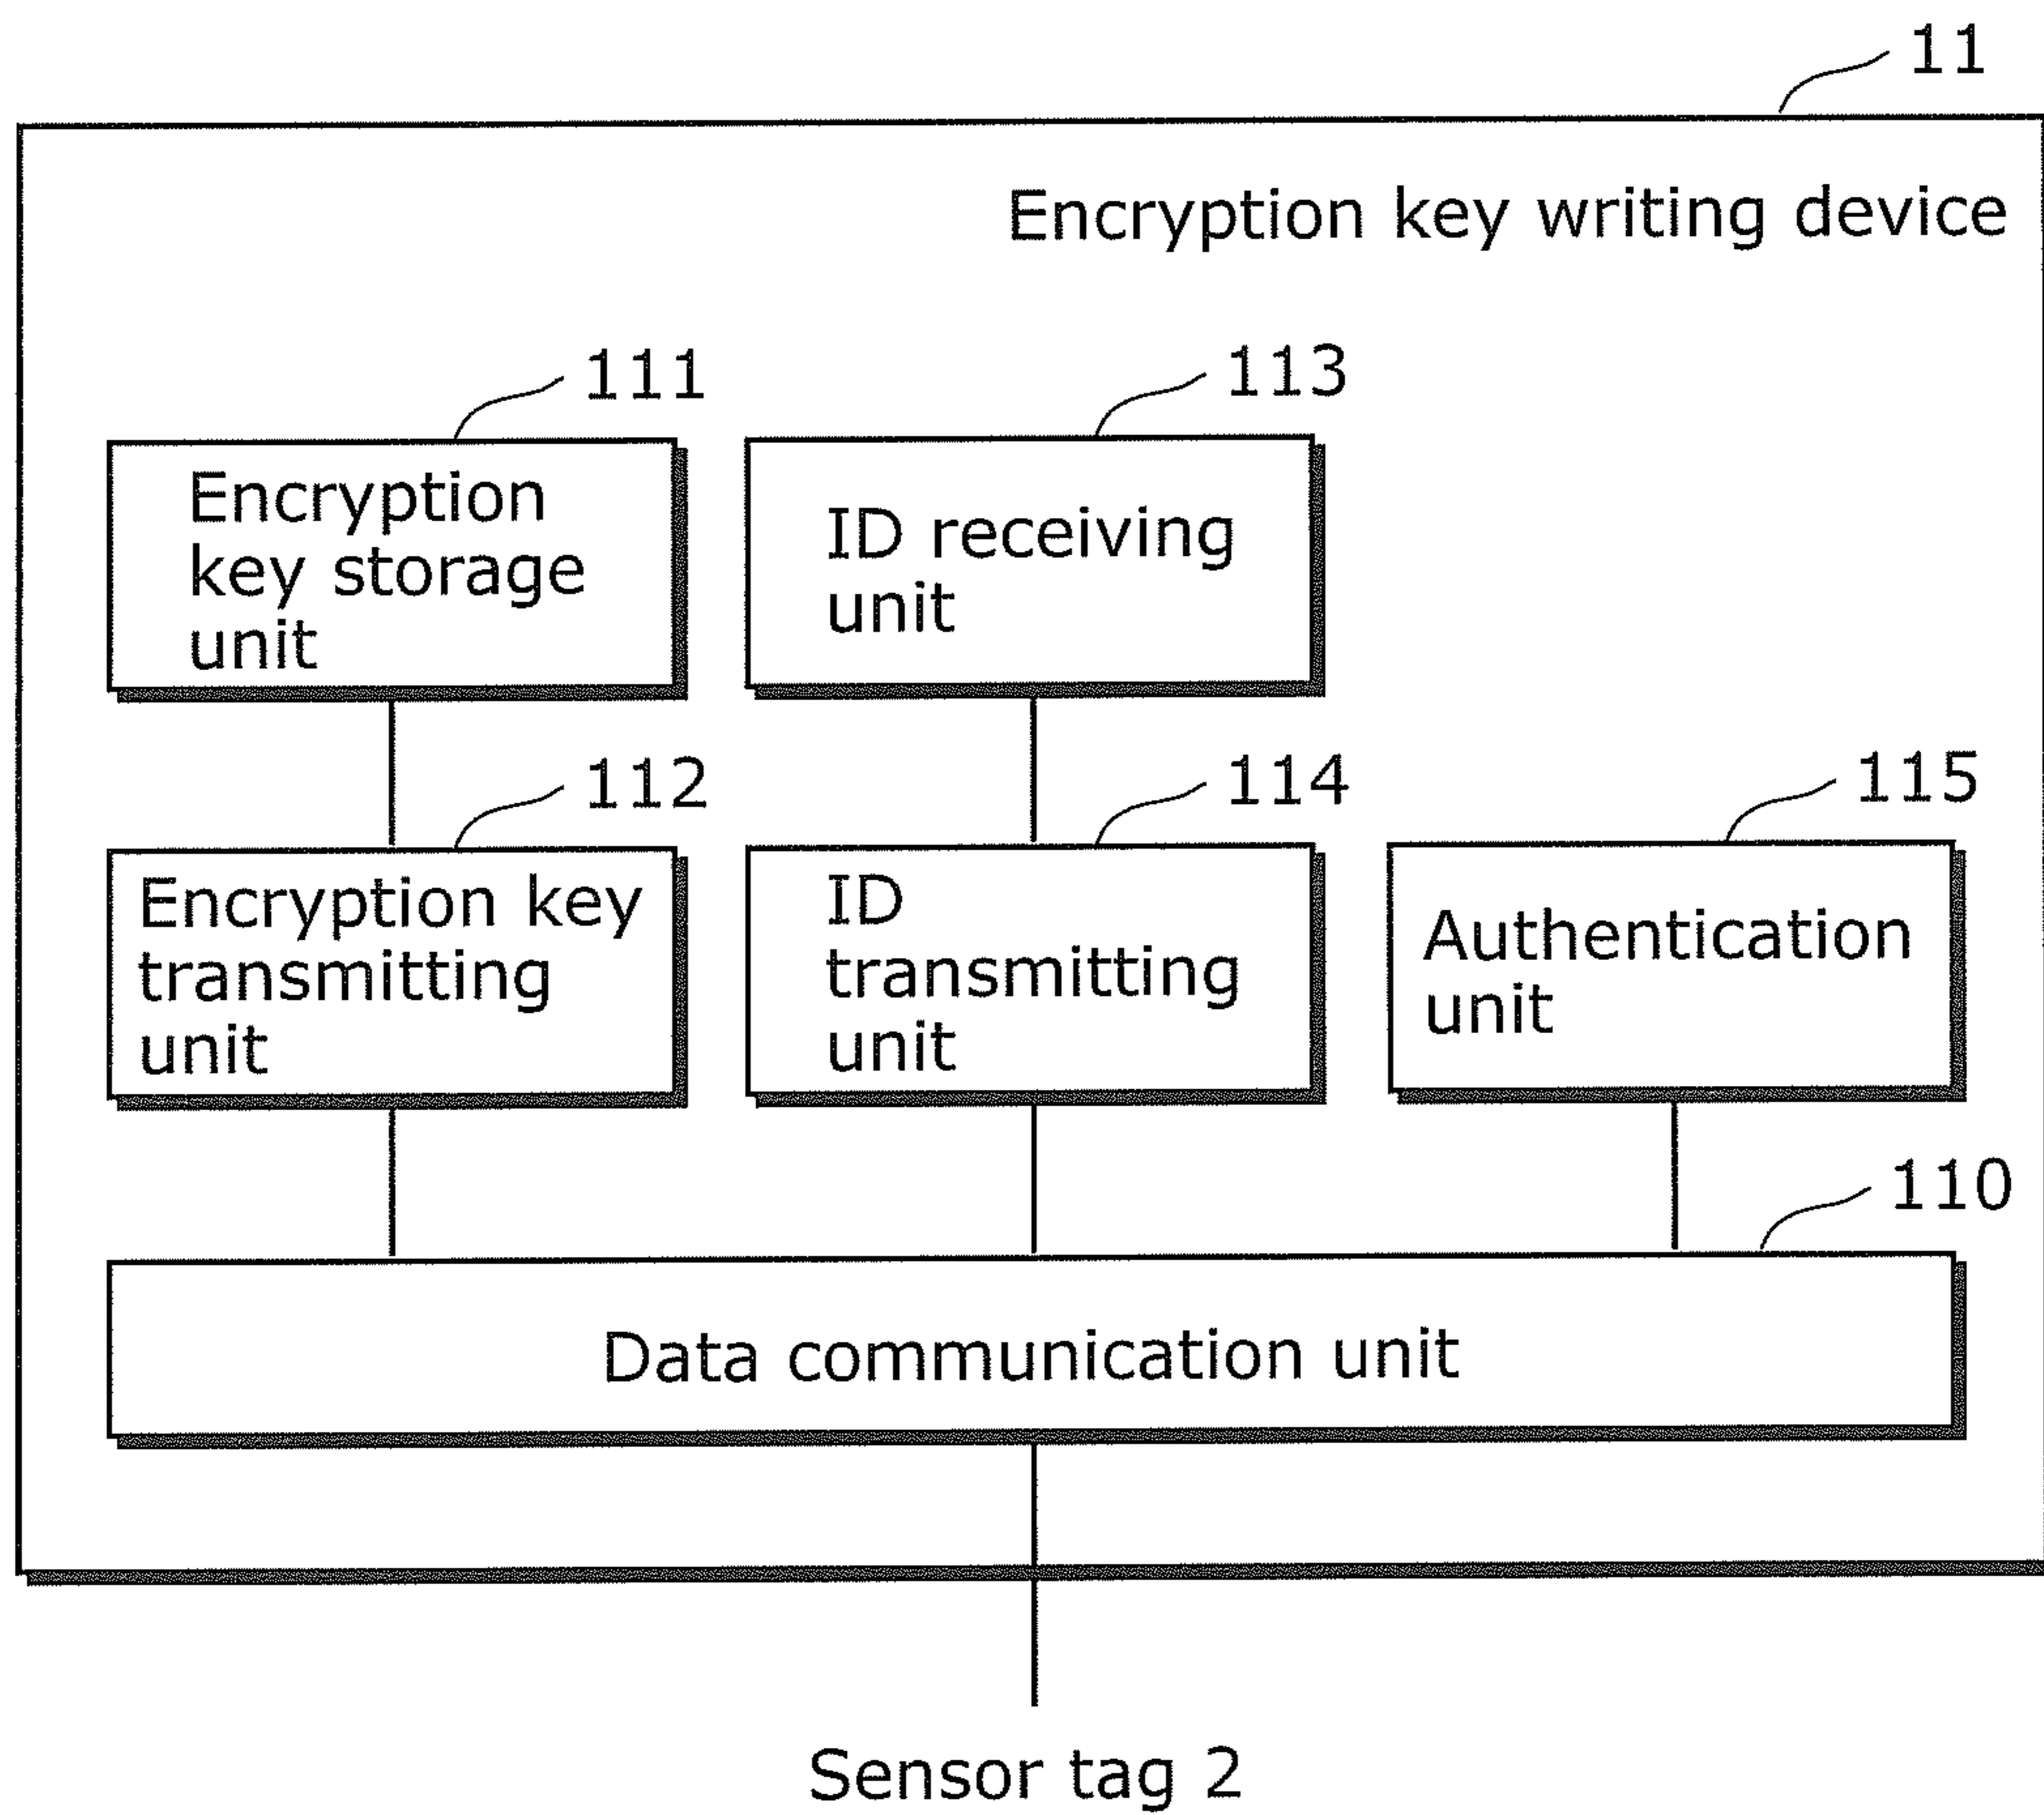 11
Encryption key writing device
111
113
Encryption
key storage
unit
ID receiving
unit
112
114
115
Encryption key
transmitting
unit
ID
transmitting
unit
Authentication
unit
110
Data communication unit
Sensor tag 2